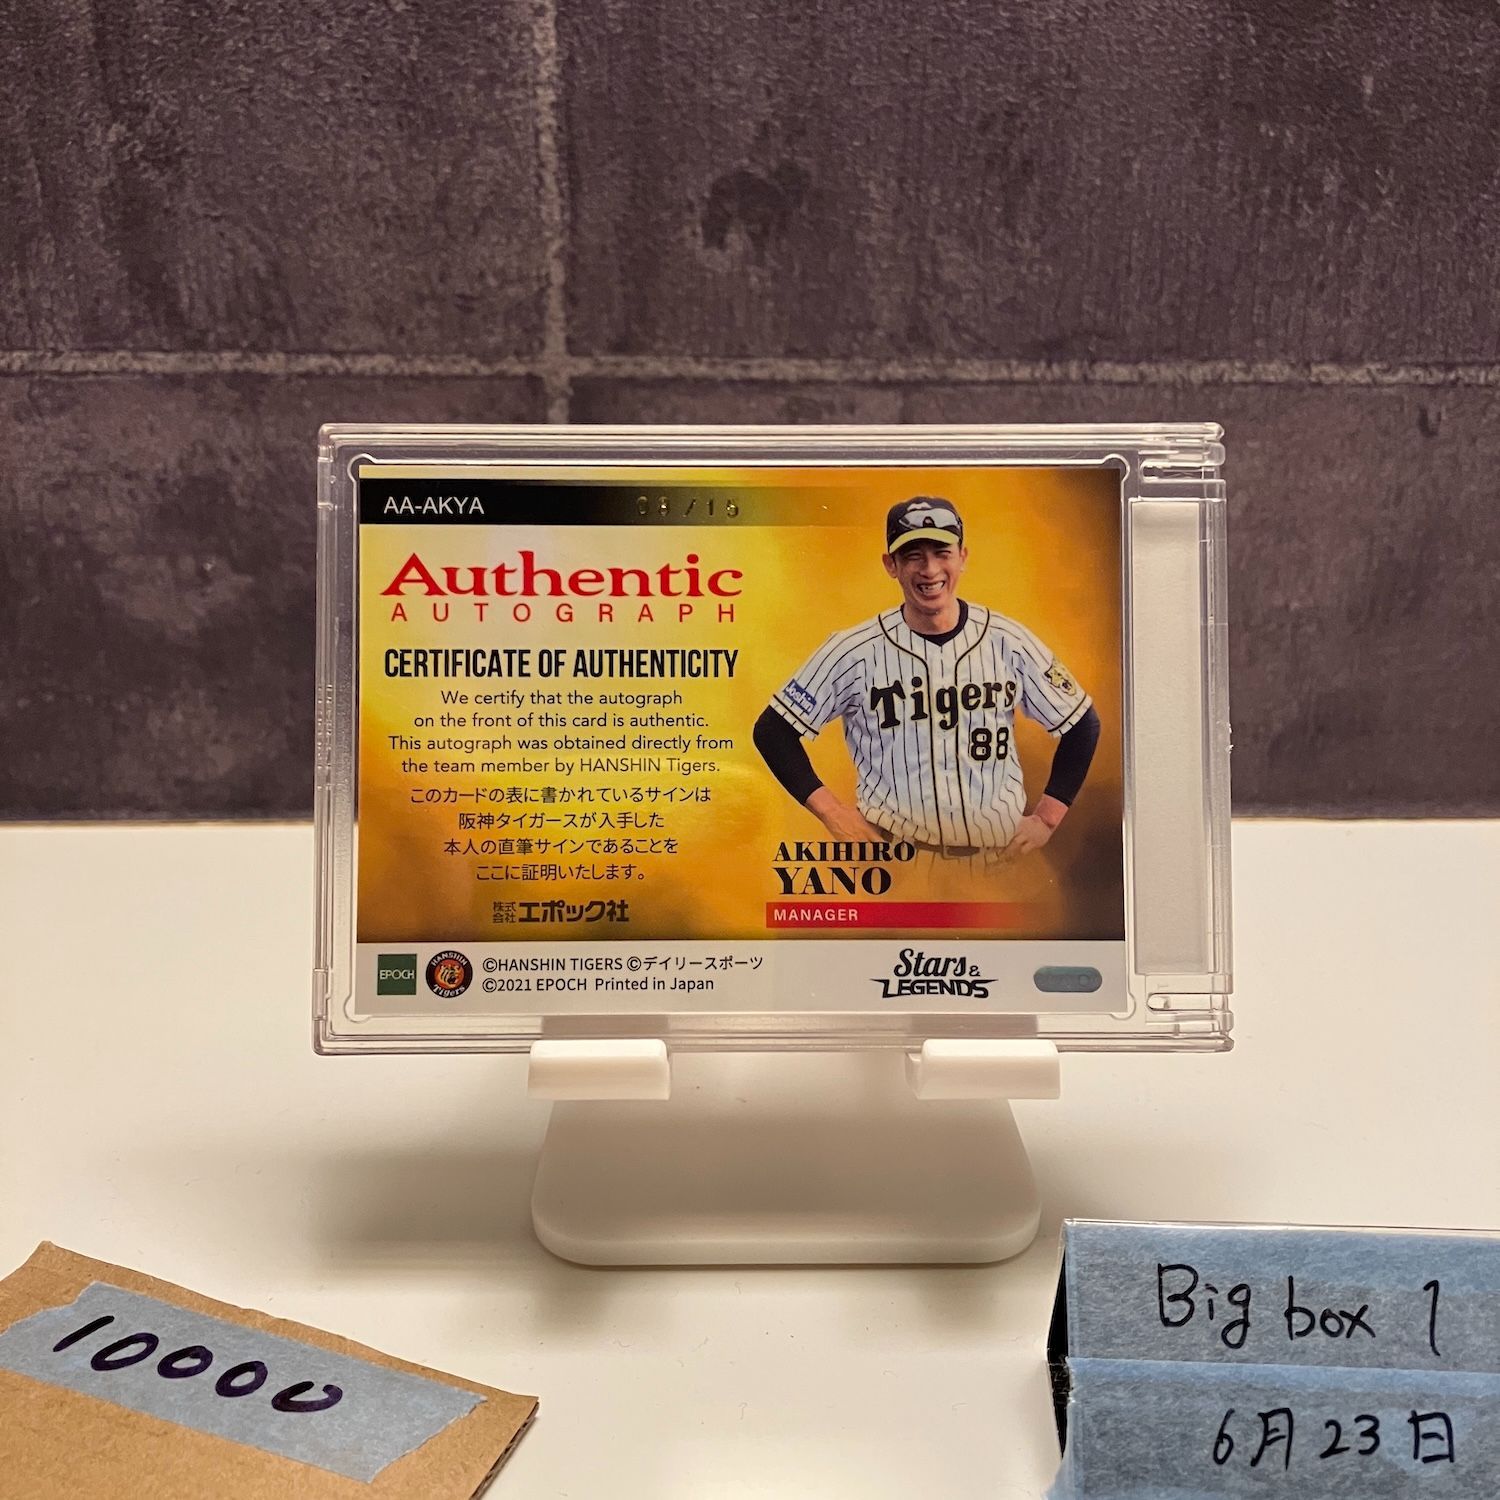 AA-AKYA
Authentic
AUTOGRAPH
CERTIFICATE OF AUTHENTICITY
We certify that the autograph
on the front of this card is authentic.
This autograph was obtained directly from
the team member by HANSHIN Tigers.
このカードの表に書かれているサインは
阪神タイガースが入手した
本人の直筆サインであることを
ここに証明いたします。
株式会社エポック社
Joshin
Tigers
88
AKIHIRO
YANO
MANAGER
EPOCH
HANSHIN
Tigers
©HANSHIN TIGERS ©デイリースポーツ
©2021 EPOCH Printed in Japan
Stars &
LEGENDS
10000
Big box 1
6月23日